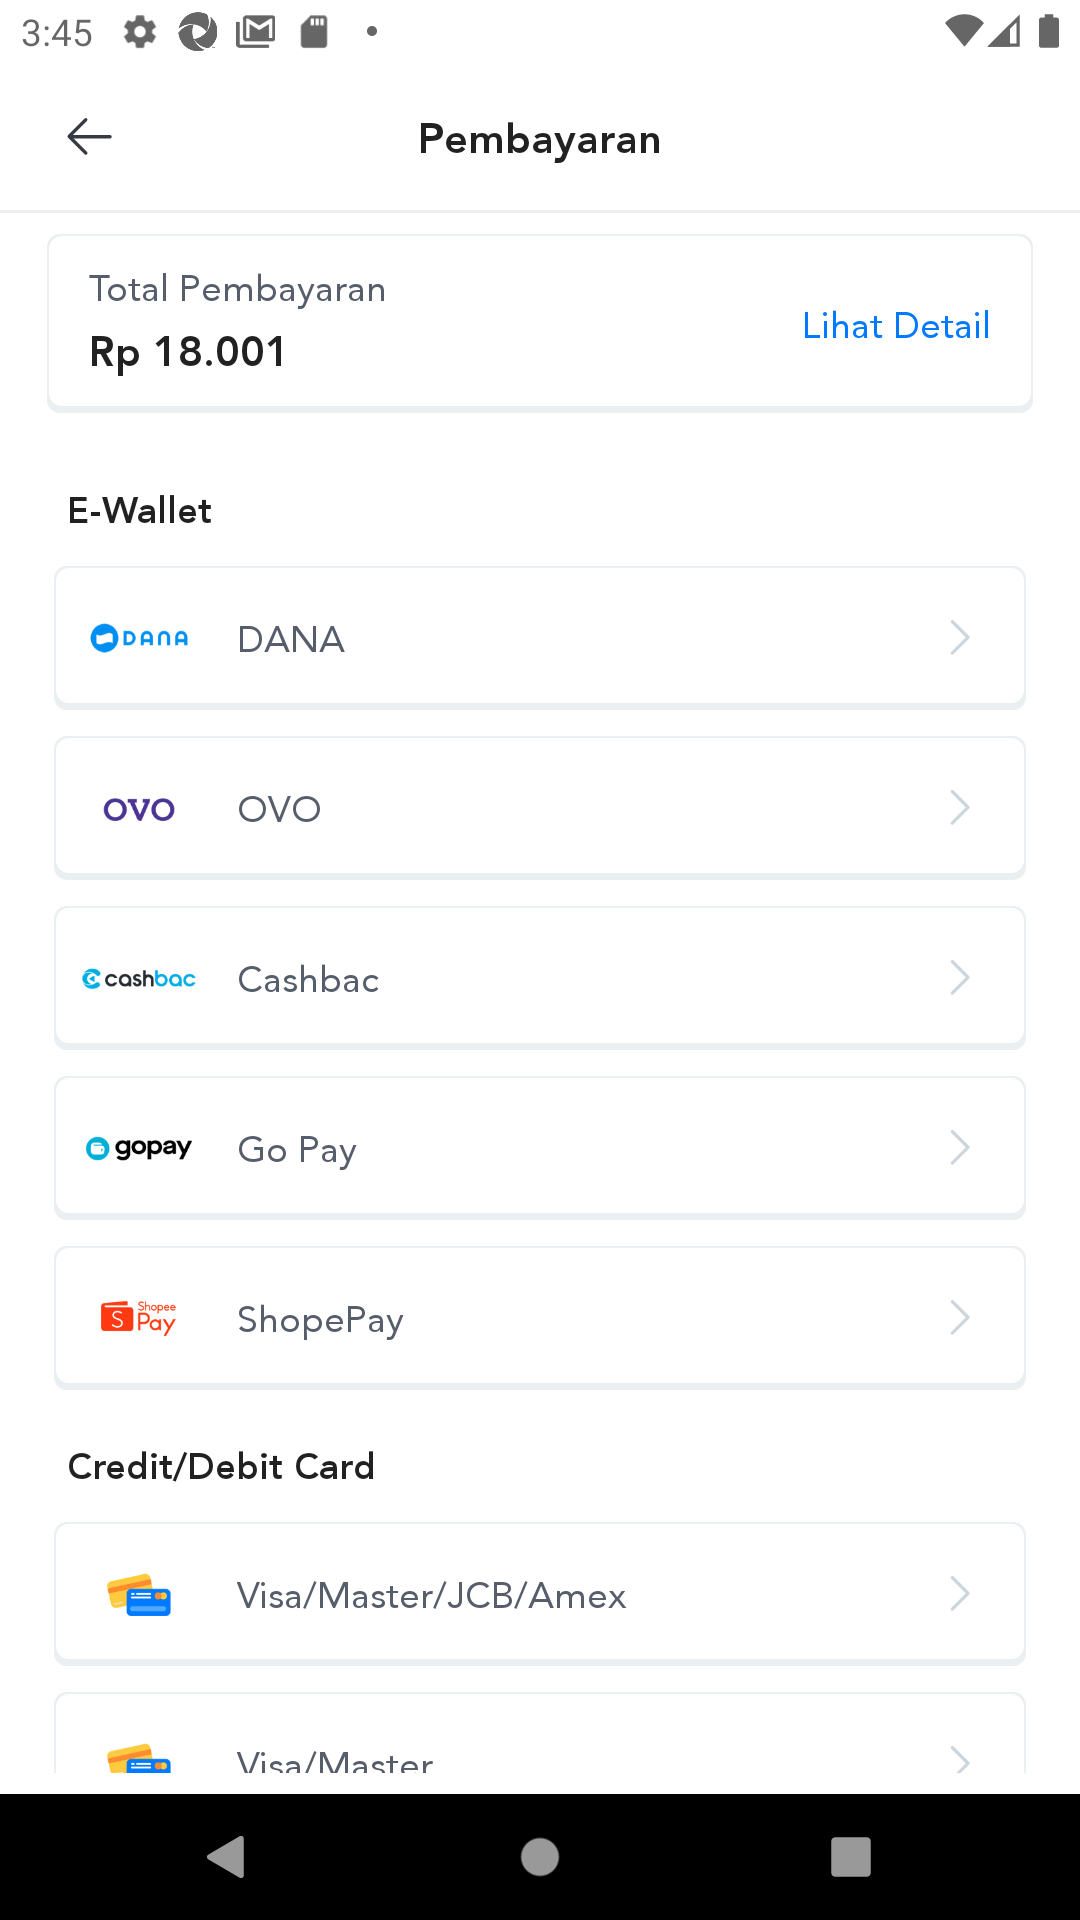 3:45
Pembayaran
Total Pembayaran
Rp 18.001
Lihat Detail
E-Wallet
DANA DANA
OVO OVO
cashbac Cashbac
gopay Go Pay
Shopee Pay ShopePay
Credit/Debit Card
Visa/Master/JCB/Amex
Visa/Master